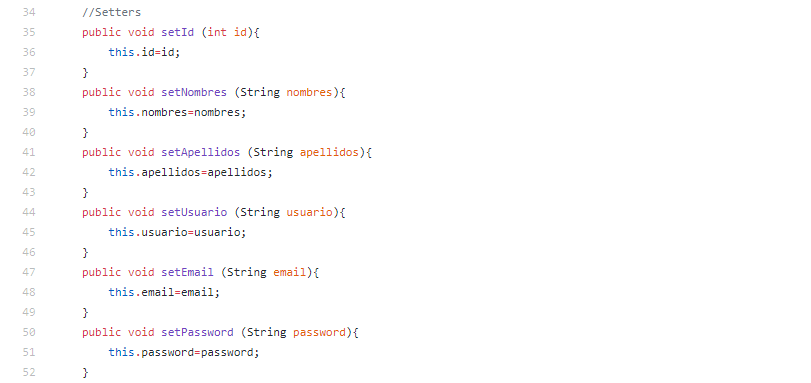 34 //Setters
35 public void setId (int id){
36 this.id=id;
37 }
38 public void setNombres (String nombres){
39 this.nombres=nombres;
40 }
41 public void setApellidos (String apellidos){
42 this.apellidos=apellidos;
43 }
44 public void setUsuario (String usuario){
45 this.usuario=usuario;
46 }
47 public void setEmail (String email){
48 this.email=email;
49 }
50 public void setPassword (String password){
51 this.password=password;
52 }